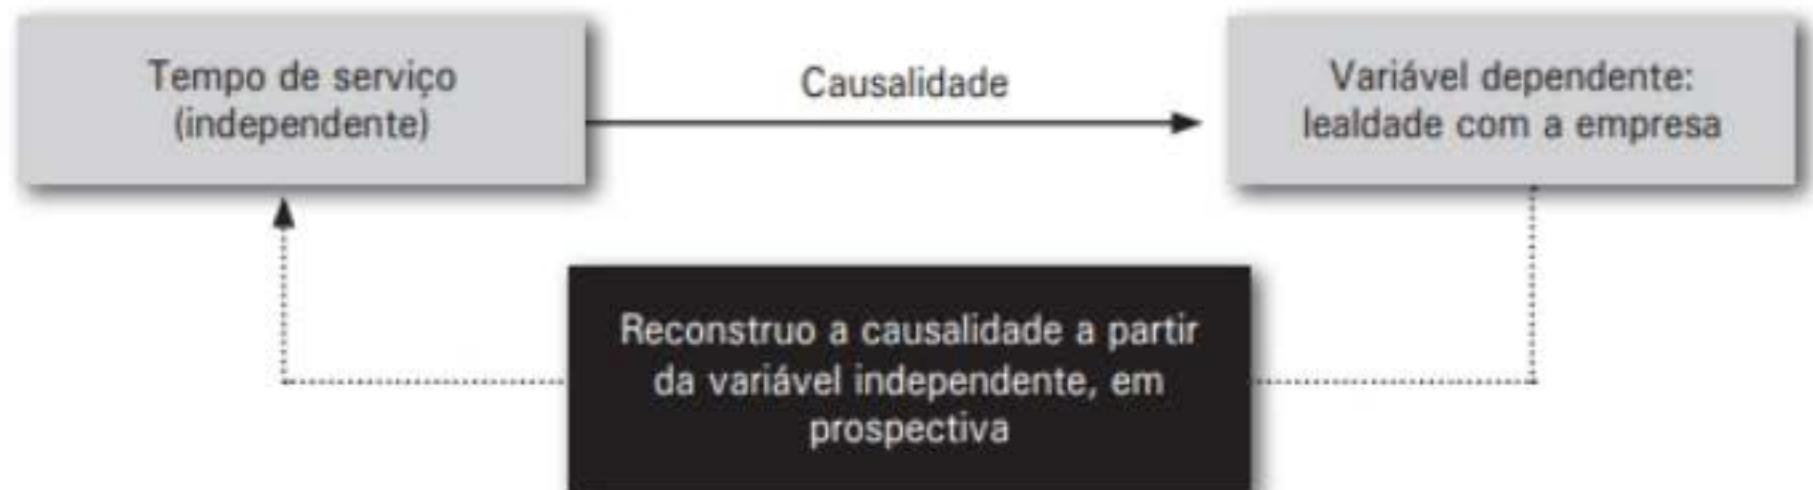 Tempo de serviço
(independente)
Causalidade
Variável dependente:
lealdade com a empresa
Reconstruo a causalidade a partir
da variável independente, em
prospectiva